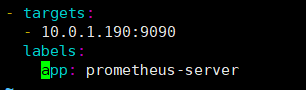 - targets:
  - 10.0.1.190:9090
  labels:
    app: prometheus-server
~